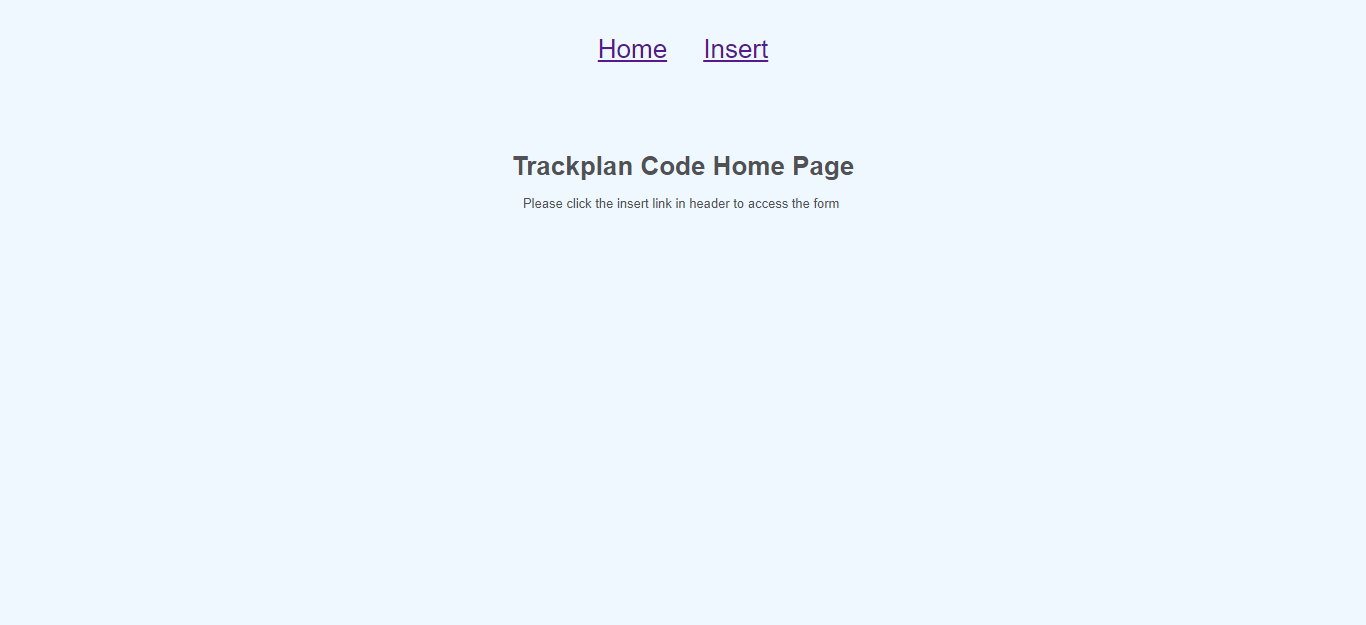 Home Insert
Trackplan Code Home Page
Please click the insert link in header to access the form